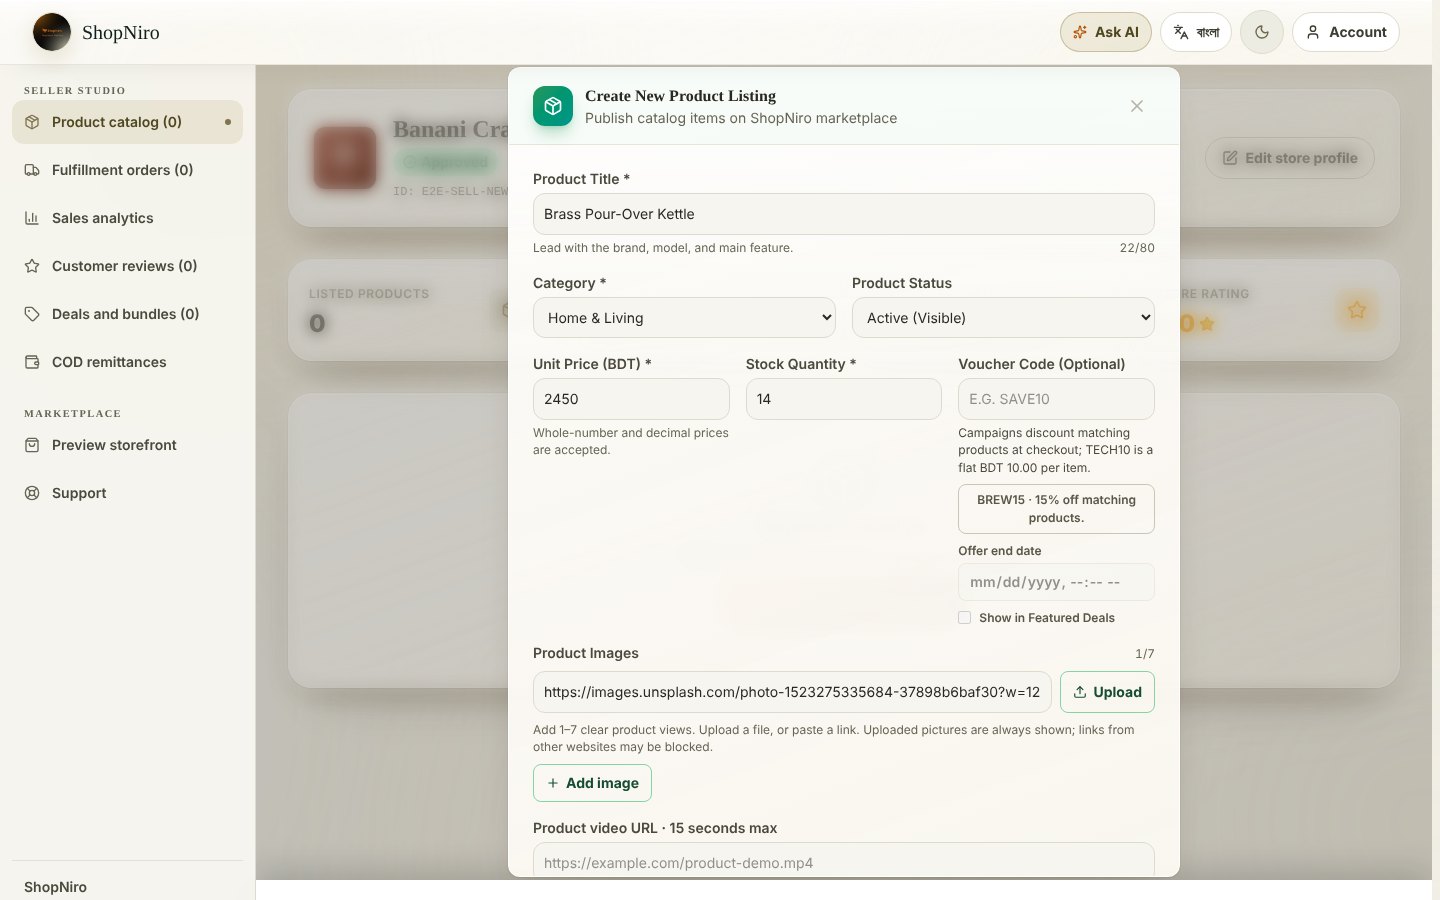 ShopNiro
Ask AI
বাংলা
Account
SELLER STUDIO
Product catalog (0)
Fulfillment orders (0)
Sales analytics
Customer reviews (0)
Deals and bundles (0)
COD remittances
MARKETPLACE
Preview storefront
Support
ShopNiro
Banani Cra
Approved
ID: E2E-SELL-NEW
Edit store profile
LISTED PRODUCTS
0
RE RATING
0
Create New Product Listing
Publish catalog items on ShopNiro marketplace
Product Title *
Brass Pour-Over Kettle
Lead with the brand, model, and main feature.
22/80
Category *
Product Status
Home & Living
Active (Visible)
Unit Price (BDT) *
Stock Quantity *
Voucher Code (Optional)
2450
14
E.G. SAVE10
Whole-number and decimal prices
are accepted.
Campaigns discount matching
products at checkout; TECH10 is a
flat BDT 10.00 per item.
BREW15 · 15% off matching
products.
Offer end date
mm/dd/yyyy, --:-- --
Show in Featured Deals
Product Images
1/7
https://images.unsplash.com/photo-1523275335684-37898b6baf30?w=12
Upload
Add 1–7 clear product views. Upload a file, or paste a link. Uploaded pictures are always shown; links from
other websites may be blocked.
Add image
Product video URL · 15 seconds max
https://example.com/product-demo.mp4